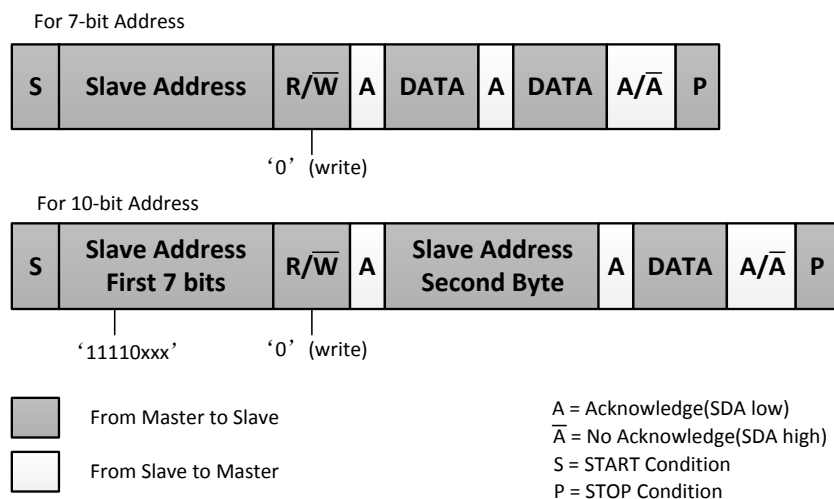 For 7-bit Address
S Slave Address R/W̅ A DATA A DATA A/A̅ P
‘0’ (write)
For 10-bit Address
S Slave Address First 7 bits R/W̅ A Slave Address Second Byte A DATA A/A̅ P
‘11110xxx’ ‘0’ (write)
From Master to Slave
From Slave to Master
A = Acknowledge(SDA low)
A̅ = No Acknowledge(SDA high)
S = START Condition
P = STOP Condition